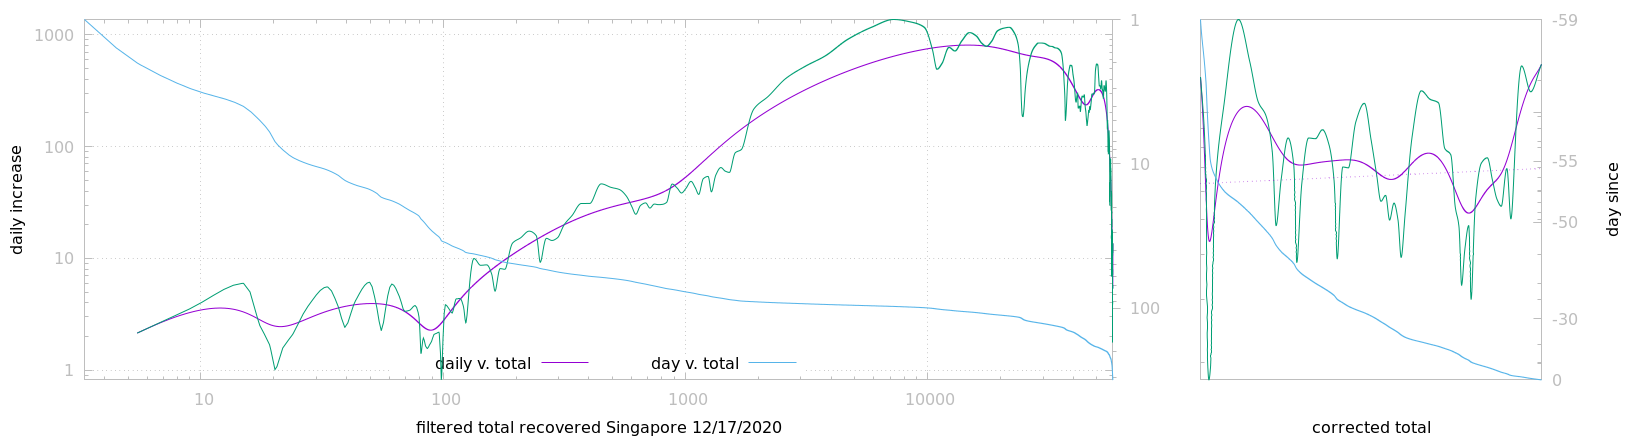 1000
100
10
1
daily increase
10
100
1000
10000
filtered total recovered Singapore 12/17/2020
daily v. total
day v. total
1
10
100
-59
-55
-50
-30
0
day since
corrected total